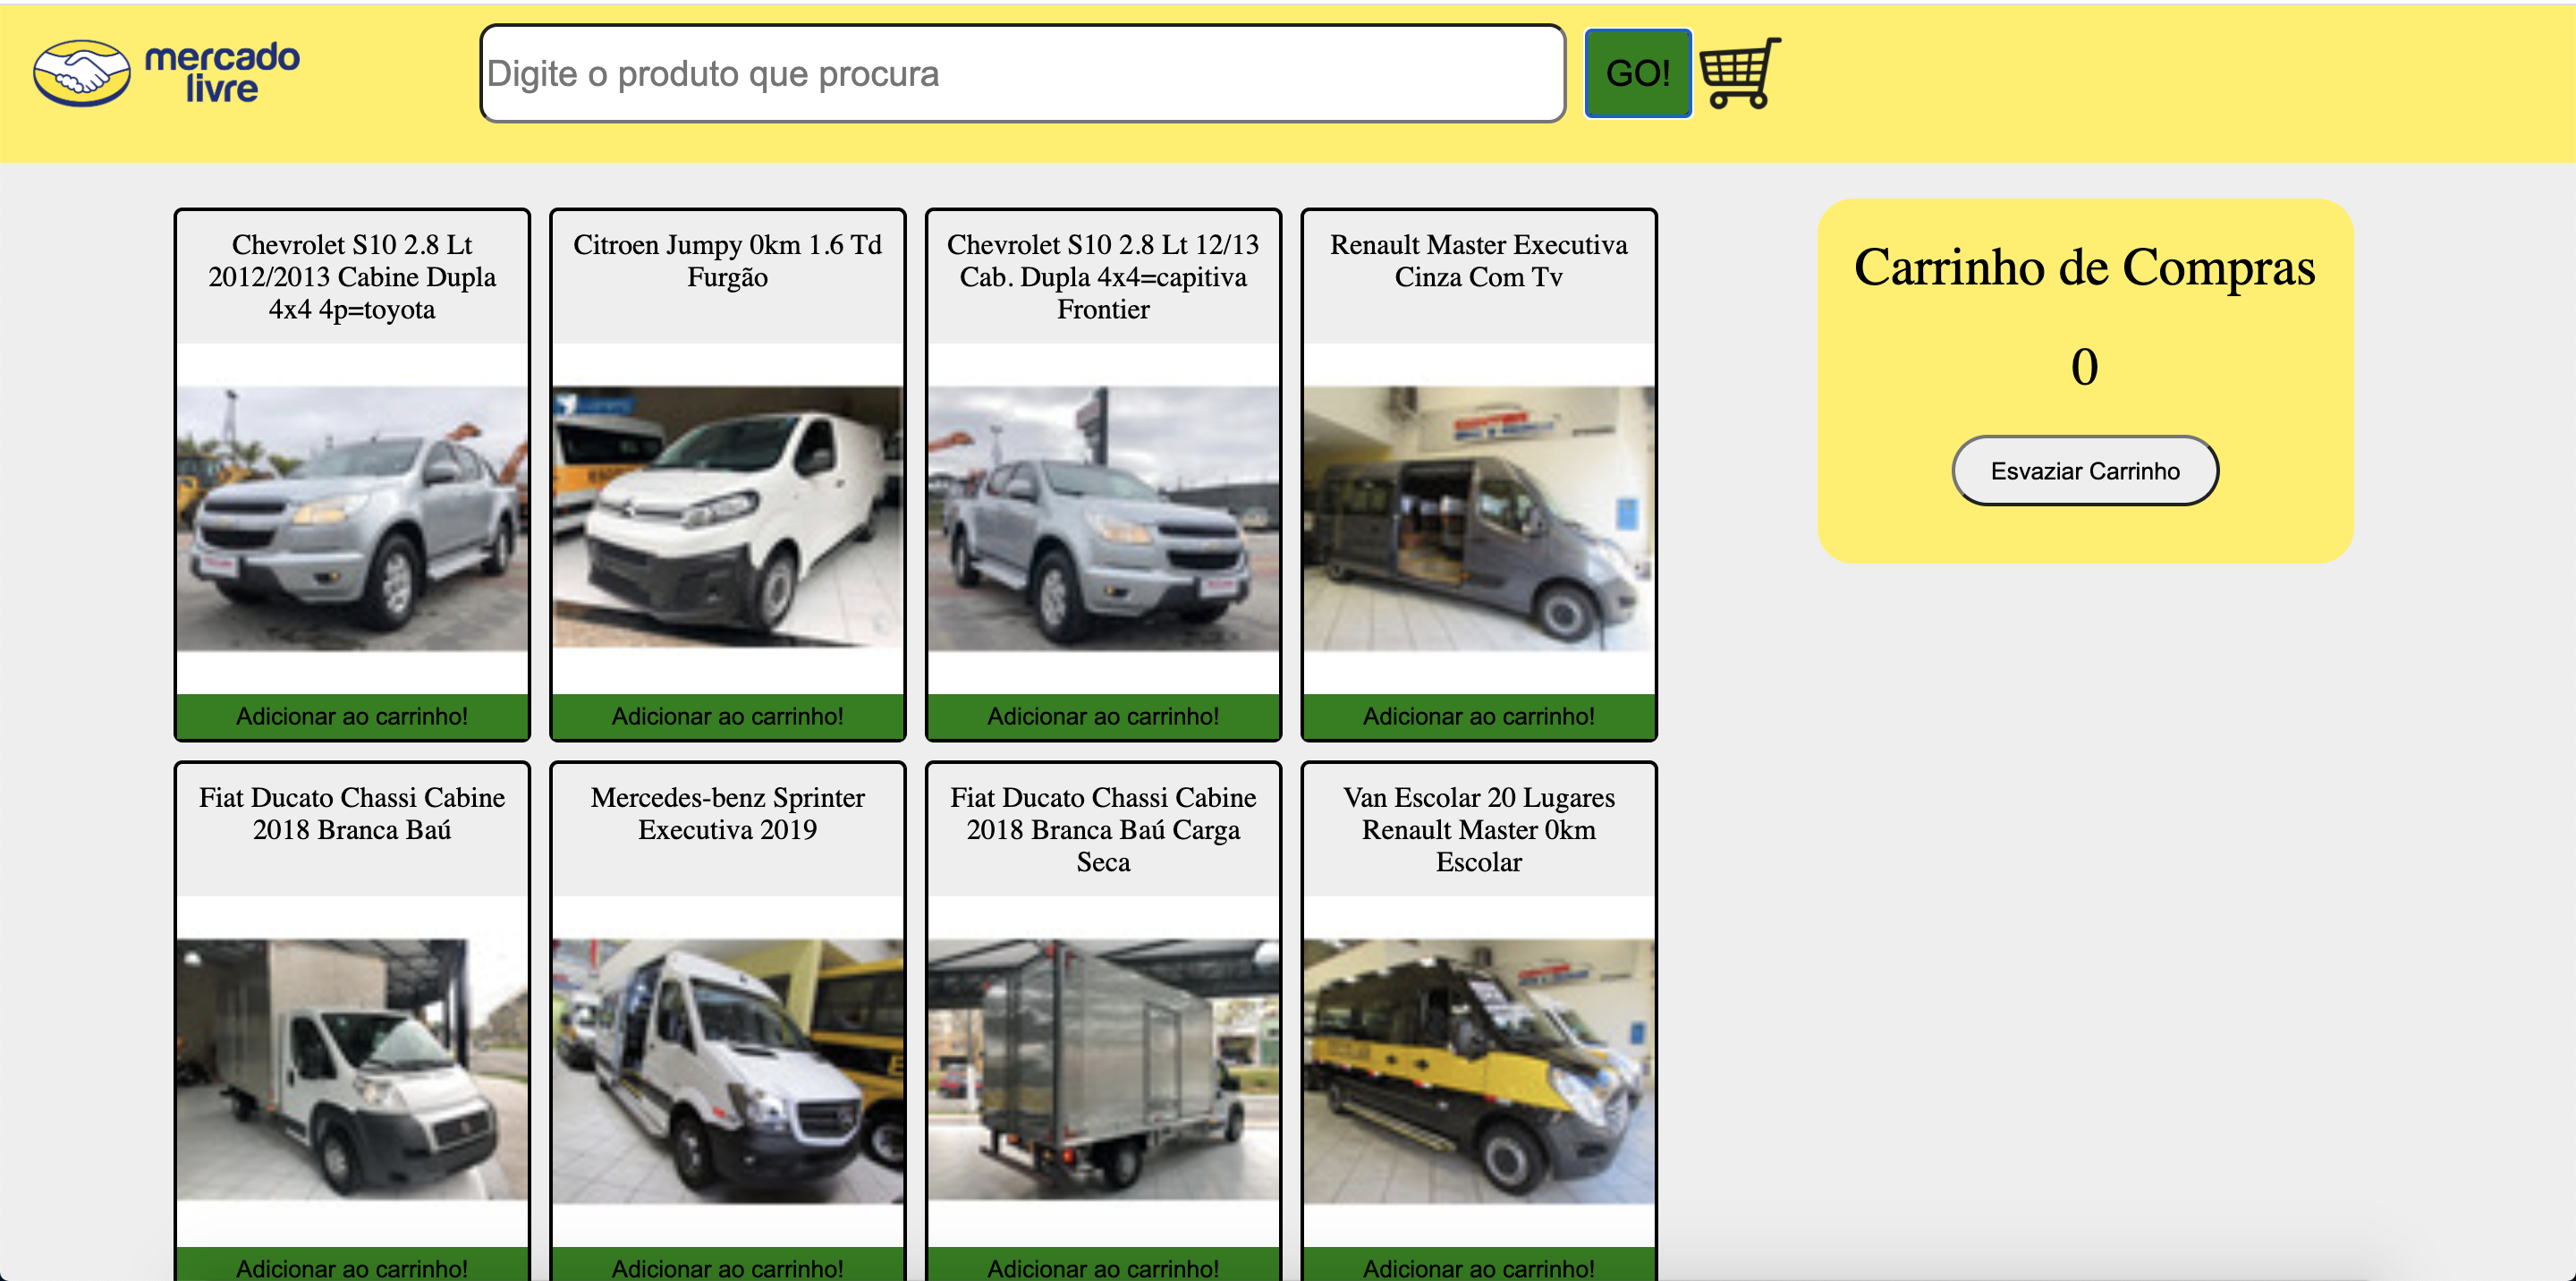 mercado
livre
Digite o produto que procura
GO!
Chevrolet S10 2.8 Lt
2012/2013 Cabine Dupla
4x4 4p=toyota
Citroen Jumpy 0km 1.6 Td
Furgão
Chevrolet S10 2.8 Lt 12/13
Cab. Dupla 4x4=capitiva
Frontier
Renault Master Executiva
Cinza Com Tv
Adicionar ao carrinho!
Adicionar ao carrinho!
Adicionar ao carrinho!
Adicionar ao carrinho!
Carrinho de Compras
0
Esvaziar Carrinho
Fiat Ducato Chassi Cabine
2018 Branca Baú
Mercedes-benz Sprinter
Executiva 2019
Fiat Ducato Chassi Cabine
2018 Branca Baú Carga
Seca
Van Escolar 20 Lugares
Renault Master 0km
Escolar
Adicionar ao carrinho!
Adicionar ao carrinho!
Adicionar ao carrinho!
Adicionar ao carrinho!